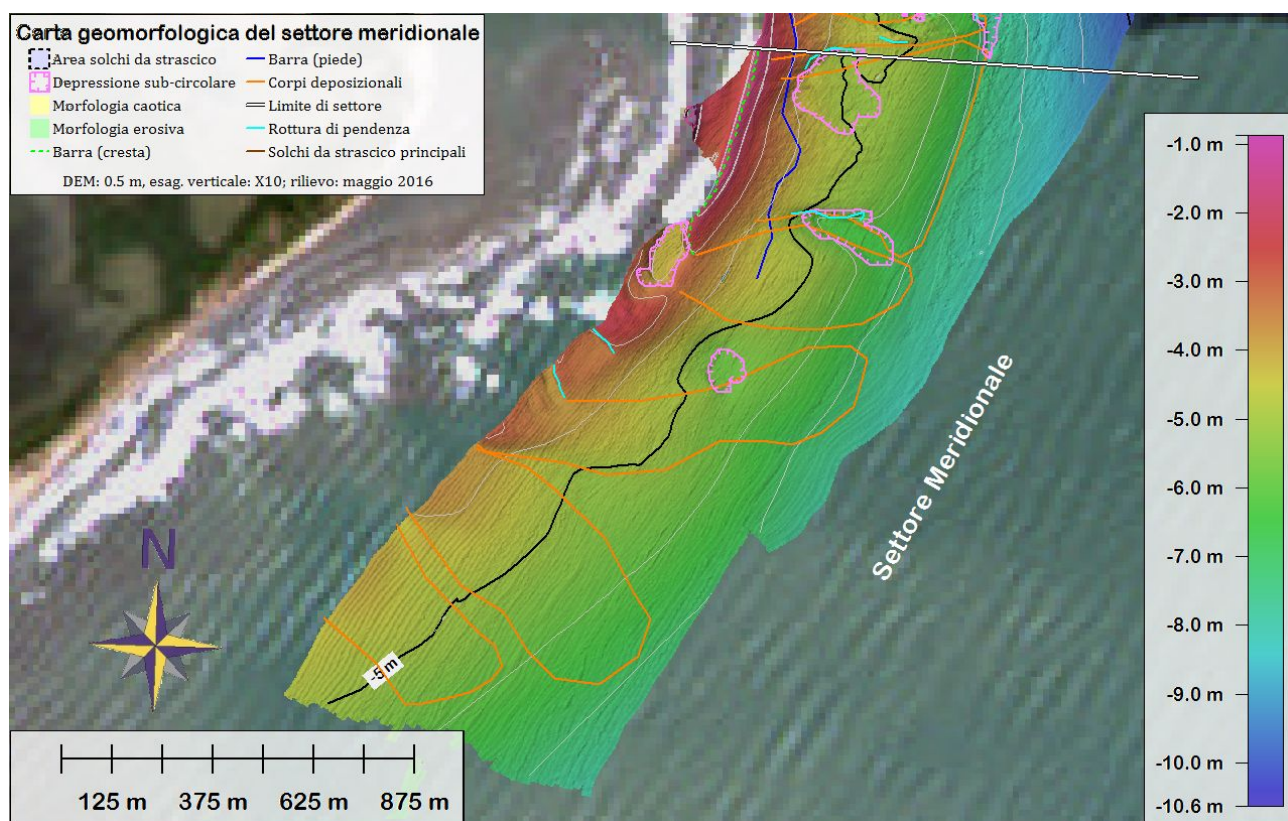 Carta geomorfologica del settore meridionale
Area solchi da strascico
Depressione sub-circolare
Morfologia caotica
Morfologia erosiva
Barra (cresta)
Barra (piede)
Corpi deposizionali
Limite di settore
Rottura di pendenza
Solchi da strascico principali
DEM: 0.5 m, esag. verticale: X10; rilievo: maggio 2016
-1.0 m
-2.0 m
-3.0 m
-4.0 m
-5.0 m
-6.0 m
-7.0 m
-8.0 m
-9.0 m
-10.0 m
-10.6 m
Settore Meridionale
N
-5 m
125 m 375 m 625 m 875 m